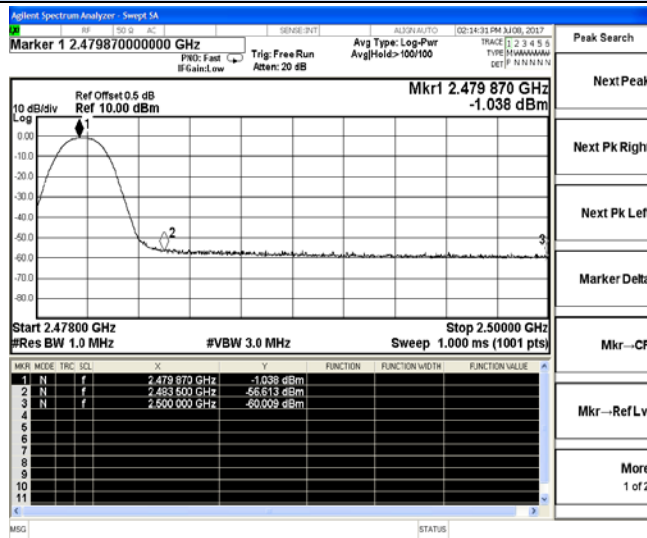 Agilent Spectrum Analyzer - Swept SA
RF 50 Ω AC SENSE:INT ALIGN AUTO 02:14:31 PM Jul 08, 2017
Marker 1 2.479870000000 GHz
PNO: Fast
IFGain:Low
Trig: Free Run
Atten: 20 dB
Avg Type: Log-Pwr
Avg|Hold:>100/100
TRACE 1 2 3 4 5 6
TYPE
DET P N N N N N
Peak Search
Ref Offset 0.5 dB
10 dB/div Ref 10.00 dBm
Log
Mkr1 2.479 870 GHz
-1.038 dBm
0.00
-10.0
-20.0
-30.0
-40.0
-50.0
-60.0
-70.0
-80.0
1
2
3
Start 2.47800 GHz Stop 2.50000 GHz
#Res BW 1.0 MHz #VBW 3.0 MHz Sweep 1.000 ms (1001 pts)
MKR MODE TRC SCL X Y FUNCTION FUNCTION WIDTH FUNCTION VALUE
1 N f 2.479 870 GHz -1.038 dBm
2 N f 2.483 500 GHz -56.613 dBm
3 N f 2.500 000 GHz -60.009 dBm
4
5
6
7
8
9
10
11
MSG STATUS
Next Peak
Next Pk Right
Next Pk Left
Marker Delta
Mkr→CF
Mkr→Ref Lvl
More
1 of 2